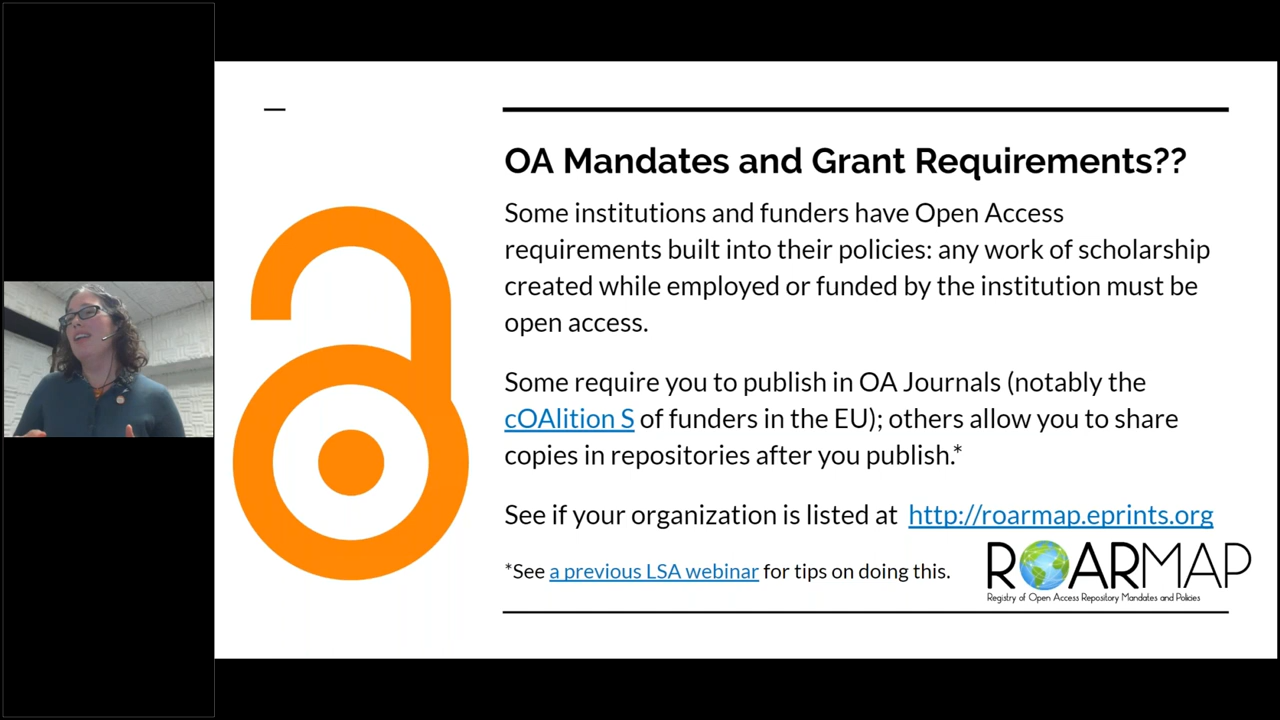 OA Mandates and Grant Requirements??
Some institutions and funders have Open Access
requirements built into their policies: any work of scholarship
created while employed or funded by the institution must be
open access.
Some require you to publish in OA Journals (notably the
cOAlition S of funders in the EU); others allow you to share
copies in repositories after you publish.*
See if your organization is listed at http://roarmap.eprints.org
*See a previous LSA webinar for tips on doing this.
ROARMAP
Registry of Open Access Repository Mandates and Policies